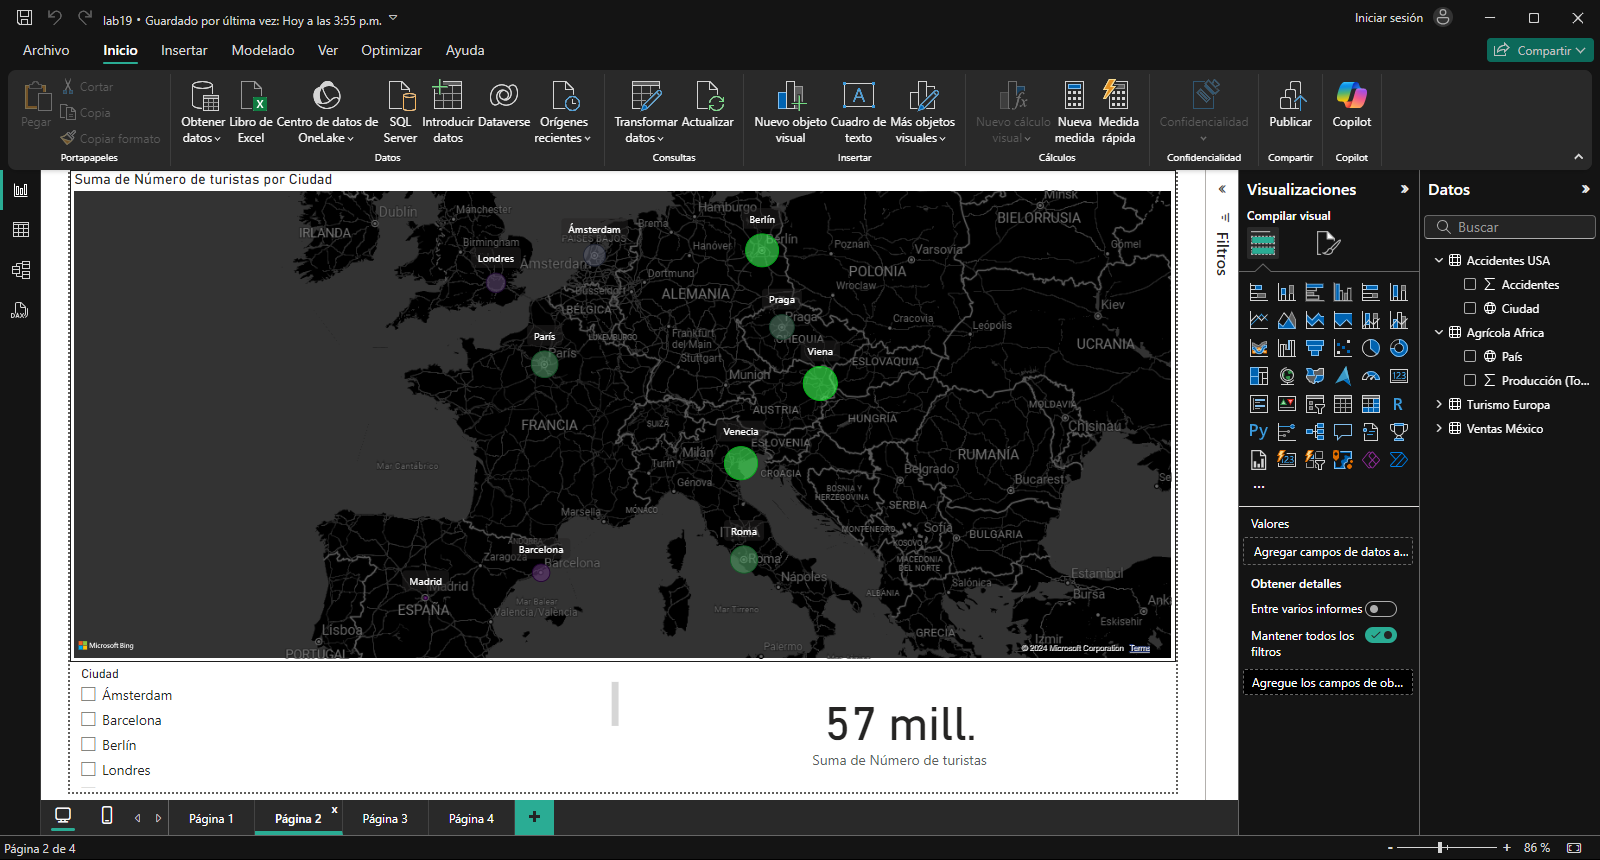 lab19 • Guardado por última vez: Hoy a las 3:55 p.m.
Iniciar sesión
Archivo
Inicio
Insertar
Modelado
Ver
Optimizar
Ayuda
Compartir
Pegar
Cortar
Copia
Copiar formato
Portapapeles
Obtener datos
Libro de Excel
Centro de datos de OneLake
SQL Server
Introducir datos
Dataverse
Orígenes recientes
Datos
Transformar datos
Actualizar
Consultas
Nuevo objeto visual
Cuadro de texto
Más objetos visuales
Insertar
Nuevo cálculo visual
Nueva medida
Medida rápida
Cálculos
Confidencialidad
Confidencialidad
Publicar
Compartir
Copilot
Copilot
Suma de Número de turistas por Ciudad
Dublin
IRLANDA
Mánchester
Birmingham
Londres
Ámsterdam
PAÍSES BAJOS
Ámsterdam
Bremen
Hamburgo
Hanóver
Berlín
Berlín
Poznan
Varsovia
Minsk
BIELORRUSIA
Gómel
POLONIA
Wroclaw
Dortmund
Düsseldorf
BÉLGICA
LUXEMBURGO
ALEMANIA
Fráncfort del Main
Stuttgart
Praga
Praga
CHEQUIA
Cracovia
Leópolis
Kiev
UCRANIA
París
París
Viena
ESLOVAQUIA
Munich
AUSTRIA
HUNGRÍA
MOLDAVIA
Chisinau
FRANCIA
SUIZA
Venecia
ESLOVENIA
Milán
Turín
CROACIA
RUMANÍA
Mar Cantábrico
Génova
Belgrado
Bucarest
BOSNIA Y HERZEGOVINA
SERBIA
MÓNACO
Marsella
MONTENEGRO
Sofía
BULGARIA
KOSOVO
MACEDONIA DEL NORTE
Roma
Roma
ANDORRA
Zaragoza
Barcelona
Barcelona
Madrid
Madrid
ESPAÑA
Mar Balear
Valencia/València
Nápoles
Mar Tirreno
ALBANIA
Salónica
Estambul
Bursa
Ank
Eskisehir
Lisboa
PORTUGAL
Palermo
GRECIA
Izmir
Microsoft Bing
© 2024 Microsoft Corporation Terms
Ciudad
Ámsterdam
Barcelona
Berlín
Londres
57 mill.
Suma de Número de turistas
Filtros
Visualizaciones
Compilar visual
123
R
Py
123
...
Valores
Agregar campos de datos a...
Obtener detalles
Entre varios informes
Mantener todos los filtros
Agregue los campos de ob...
Datos
Buscar
Accidentes USA
Accidentes
Ciudad
Agrícola Africa
País
Producción (To...
Turismo Europa
Ventas México
DAX
Página 1
Página 2
x
Página 3
Página 4
+
Página 2 de 4
- + 86 %